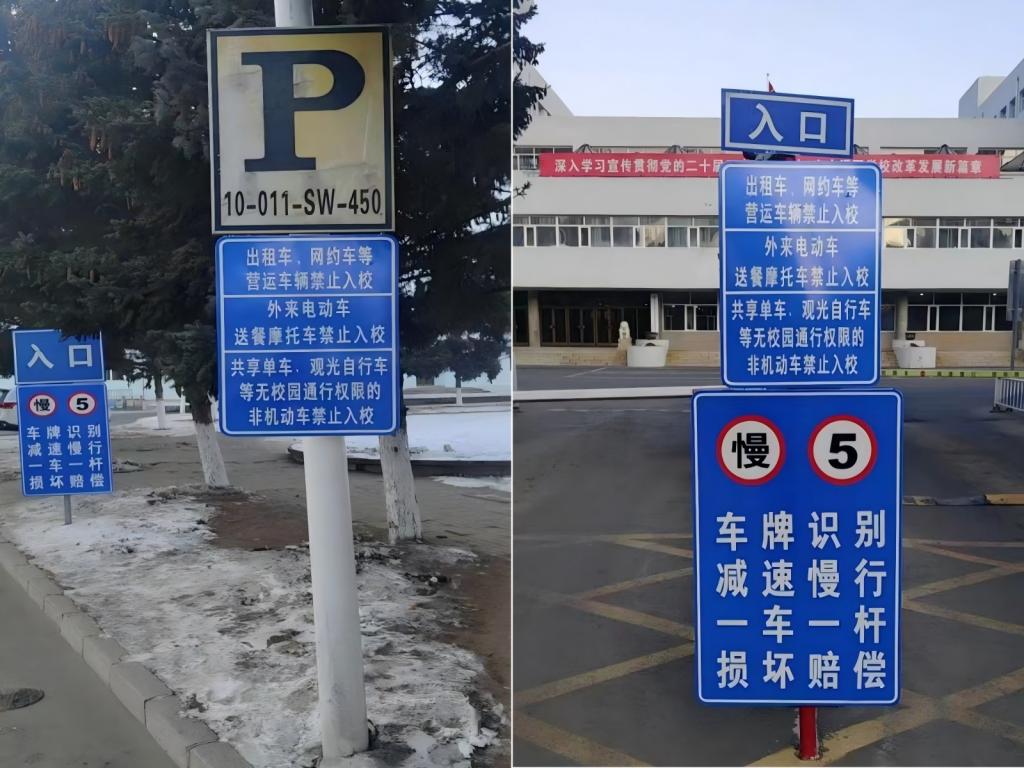 P
10-011-SW-450
出租车、网约车等
营运车辆禁止入校
外来电动车
送餐摩托车禁止入校
共享单车、观光自行车
等无校园通行权限的
非机动车禁止入校
入口
慢 5
车牌识别
减速慢行
一车一杆
损坏赔偿
入口
深入学习宣传贯彻党的二十
校改革发展新篇章
出租车、网约车等
营运车辆禁止入校
外来电动车
送餐摩托车禁止入校
共享单车、观光自行车
等无校园通行权限的
非机动车禁止入校
慢 5
车牌识别
减速慢行
一车一杆
损坏赔偿